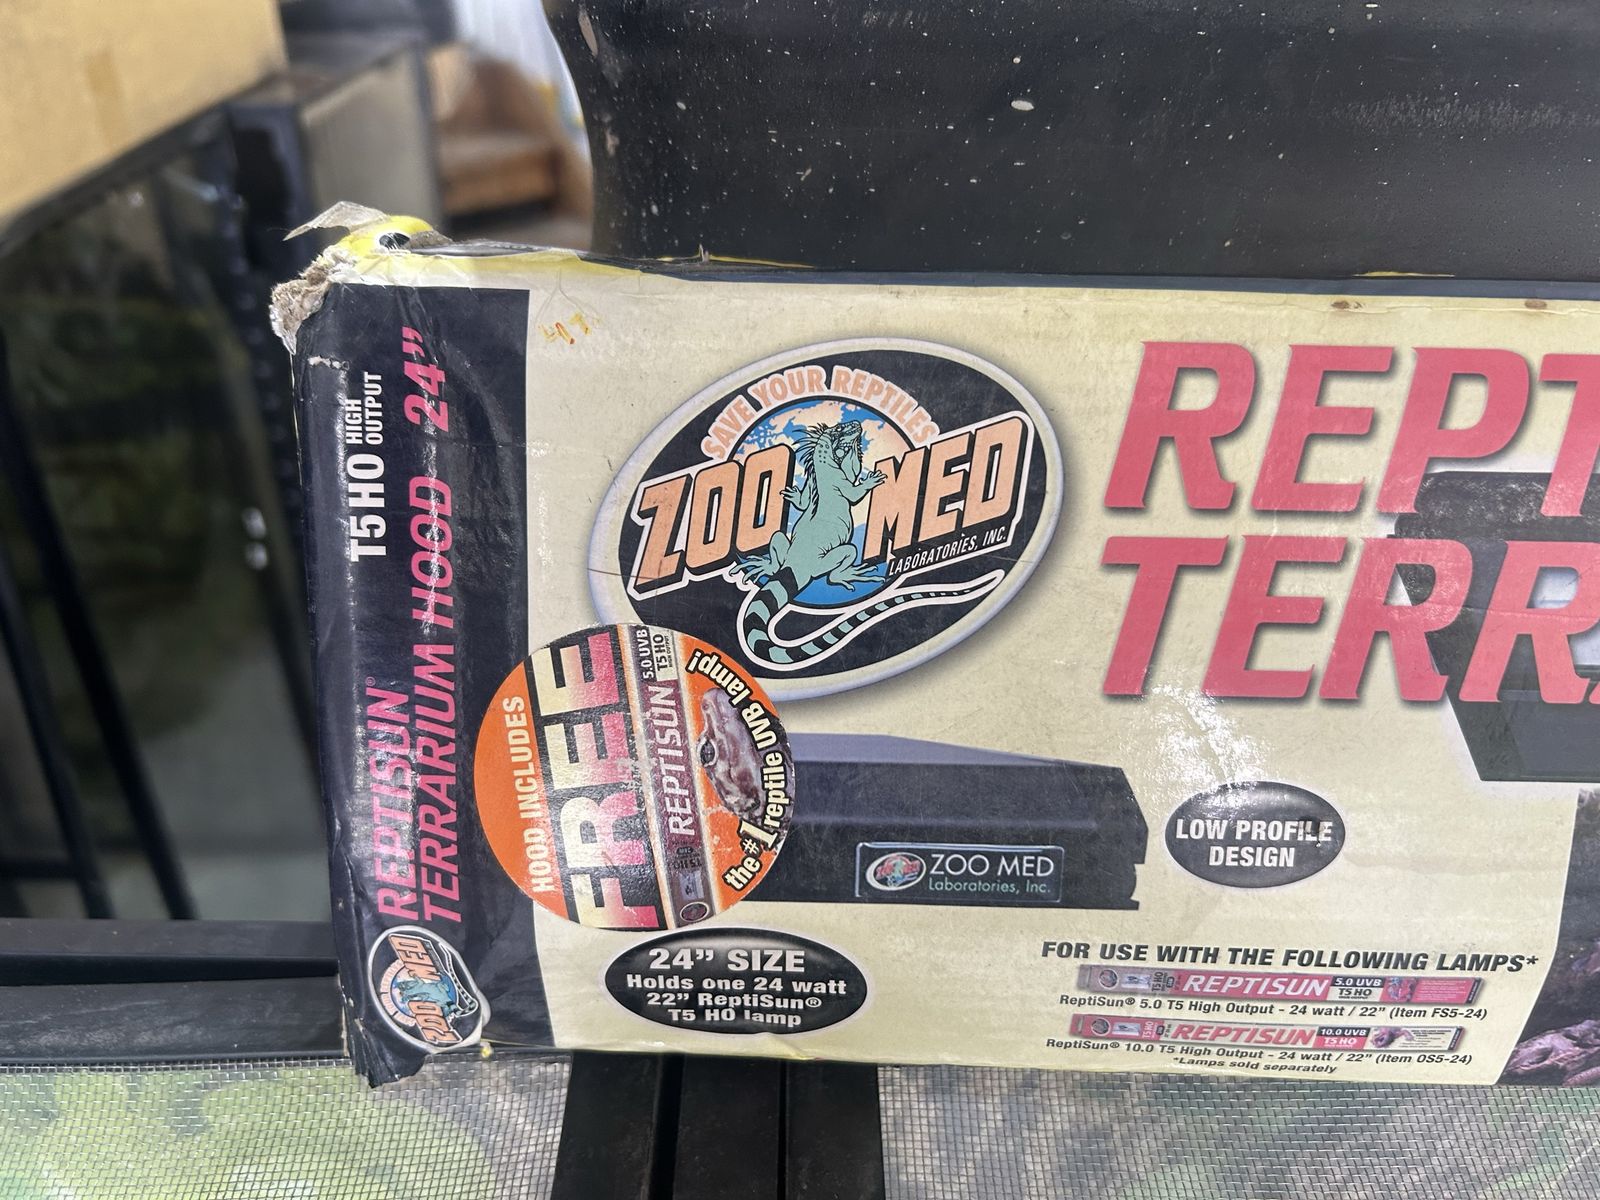 T5 HO HIGH
OUTPUT
REPTISUN®
TERRARIUM HOOD 24”
ZOO MED
SAVE YOUR REPTILES
ZOO MED
LABORATORIES, INC.
REPT
TERR
HOOD INCLUDES
FREE
REPTISUN 5.0 UVB
T5 HO
the #1 reptile UVB lamp!
ZOO MED
Laboratories, Inc.
LOW PROFILE
DESIGN
24” SIZE
Holds one 24 watt
22” ReptiSun®
T5 HO lamp
FOR USE WITH THE FOLLOWING LAMPS*
REPTISUN 5.0 UVB
T5 HO
ReptiSun® 5.0 T5 High Output - 24 watt / 22” (Item FS5-24)
REPTISUN 10.0 UVB
T5 HO
ReptiSun® 10.0 T5 High Output - 24 watt / 22” (Item OS5-24)
*Lamps sold separately